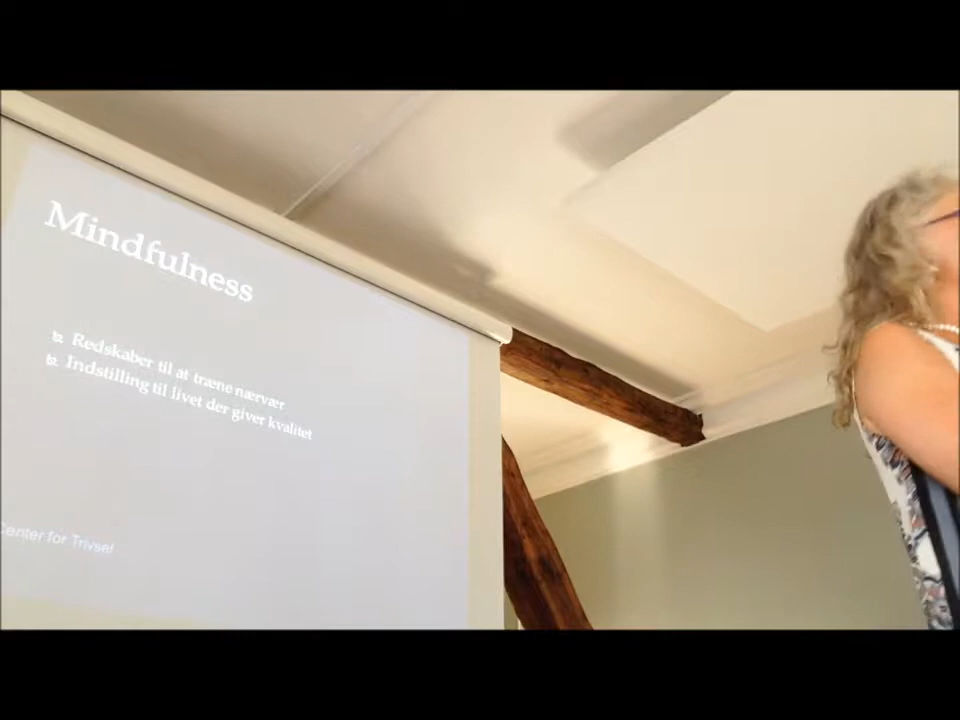 Mindfulness
Redskaber til at træne nærvær
Indstilling til livet der giver kvalitet
Center for Trivsel